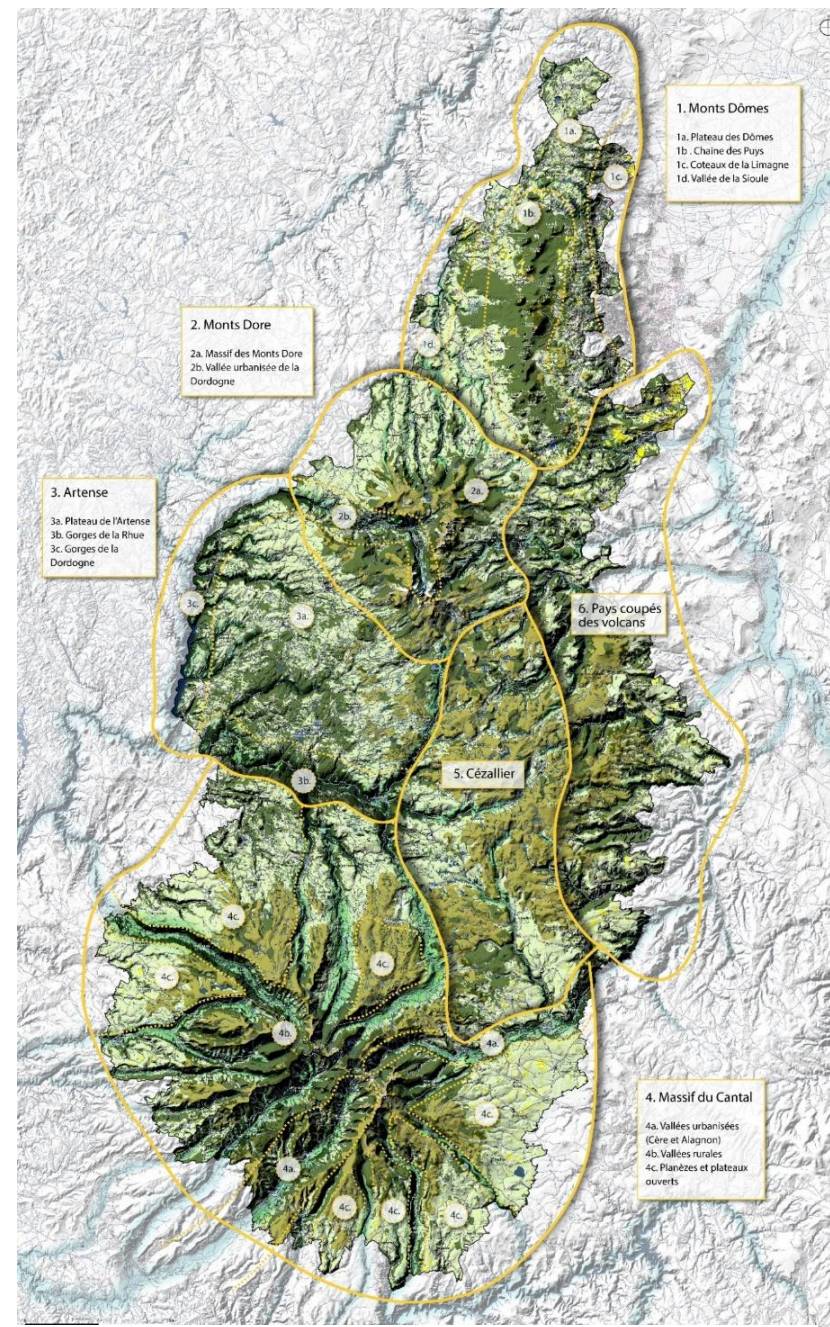 1. Monts Dômes
1a. Plateau des Dômes
1b . Chaine des Puys
1c. Coteaux de la Limagne
1d. Vallée de la Sioule
1a.
1c.
1b.
1d.
2. Monts Dore
2a. Massif des Monts Dore
2b. Vallée urbanisée de la
Dordogne
2a.
2b.
3. Artense
3a. Plateau de l'Artense
3b. Gorges de la Rhue
3c. Gorges de la
Dordogne
3c.
3a.
6. Pays coupés
des volcans
5. Cézallier
3b.
4c.
4c.
4c.
4b.
4a.
4c.
4a.
4c.
4c.
4c.
4. Massif du Cantal
4a. Vallées urbanisées
(Cère et Alagnon)
4b. Vallées rurales
4c. Planèzes et plateaux
ouverts